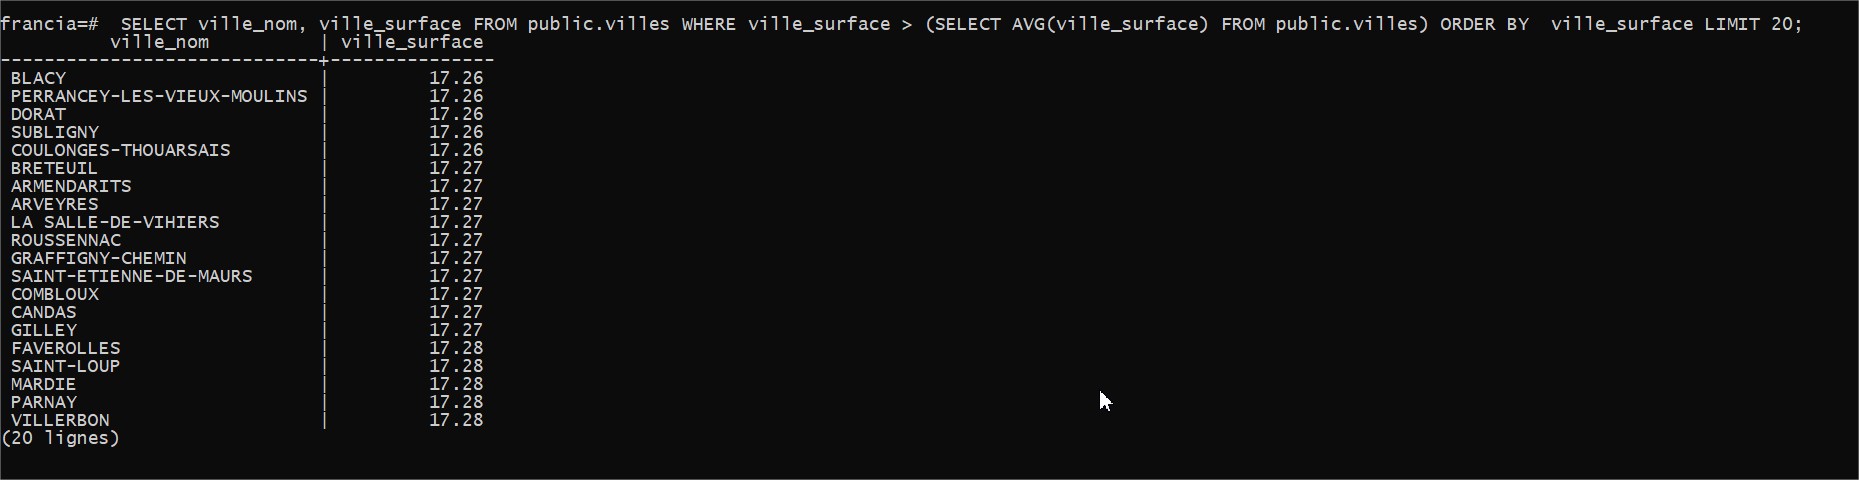 francia=#  SELECT ville_nom, ville_surface FROM public.villes WHERE ville_surface > (SELECT AVG(ville_surface) FROM public.villes) ORDER BY  ville_surface LIMIT 20;
          ville_nom          | ville_surface
-----------------------------+---------------
 BLACY                       |         17.26
 PERRANCEY-LES-VIEUX-MOULINS |         17.26
 DORAT                       |         17.26
 SUBLIGNY                    |         17.26
 COULONGES-THOUARSAIS        |         17.26
 BRETEUIL                    |         17.27
 ARMENDARITS                 |         17.27
 ARVEYRES                    |         17.27
 LA SALLE-DE-VIHIERS         |         17.27
 ROUSSENNAC                  |         17.27
 GRAFFIGNY-CHEMIN            |         17.27
 SAINT-ETIENNE-DE-MAURS      |         17.27
 COMBLOUX                    |         17.27
 CANDAS                      |         17.27
 GILLEY                      |         17.27
 FAVEROLLES                  |         17.28
 SAINT-LOUP                  |         17.28
 MARDIE                      |         17.28
 PARNAY                      |         17.28
 VILLERBON                   |         17.28
(20 lignes)